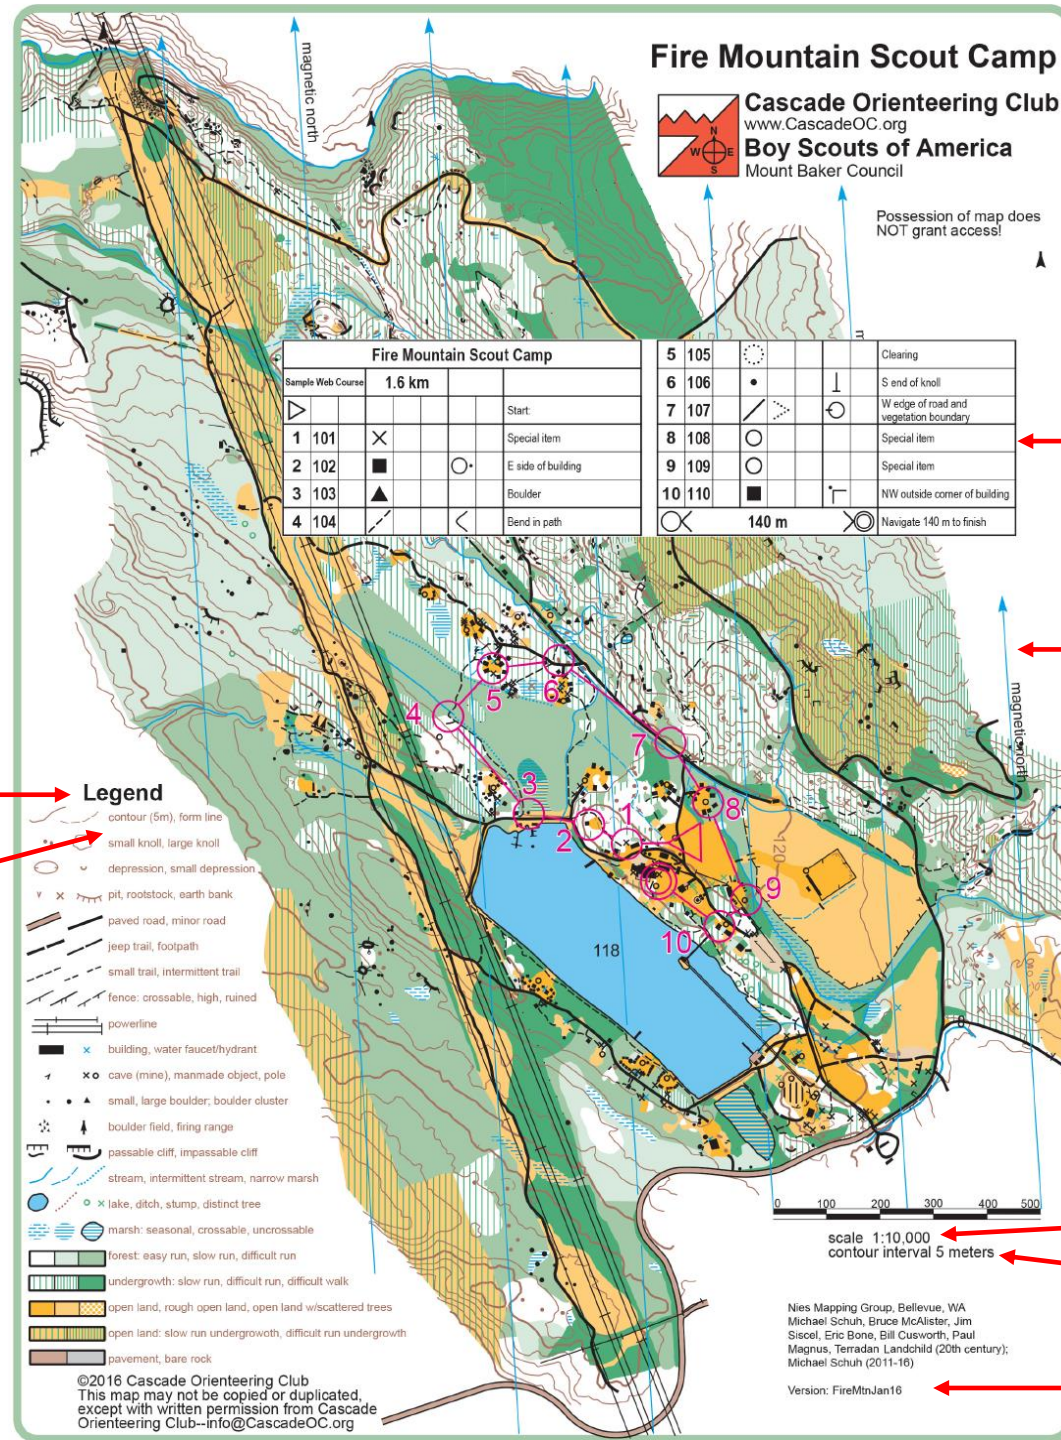 Fire Mountain Scout Camp
Cascade Orienteering Club
www.CascadeOC.org
Boy Scouts of America
Mount Baker Council
N
W E
S
Possession of map does
NOT grant access!
magnetic north
Fire Mountain Scout Camp
Sample Web Course 1.6 km
Start:
1 101 Special item
2 102 E side of building
3 103 Boulder
4 104 Bend in path
5 105 Clearing
6 106 S end of knoll
7 107 W edge of road and
vegetation boundary
8 108 Special item
9 109 Special item
10 110 NW outside corner of building
140 m Navigate 140 m to finish
m
magnetic north
5
6
4
7
3
8
2
1
120
9
10
118
Legend
contour (5m), form line
small knoll, large knoll
depression, small depression
pit, rootstock, earth bank
paved road, minor road
jeep trail, footpath
small trail, intermittent trail
fence: crossable, high, ruined
powerline
building, water faucet/hydrant
cave (mine), manmade object, pole
small, large boulder; boulder cluster
boulder field, firing range
passable cliff, impassable cliff
stream, intermittent stream, narrow marsh
lake, ditch, stump, distinct tree
marsh: seasonal, crossable, uncrossable
forest: easy run, slow run, difficult run
undergrowth: slow run, difficult run, difficult walk
open land, rough open land, open land w/scattered trees
open land: slow run undergrowoth, difficult run undergrowth
pavement, bare rock
©2016 Cascade Orienteering Club
This map may not be copied or duplicated,
except with written permission from Cascade
Orienteering Club--info@CascadeOC.org
0 100 200 300 400 500
scale 1:10,000
contour interval 5 meters
Nies Mapping Group, Bellevue, WA
Michael Schuh, Bruce McAlister, Jim
Siscel, Eric Bone, Bill Cusworth, Paul
Magnus, Terradan Landchild (20th century);
Michael Schuh (2011-16)
Version: FireMtnJan16